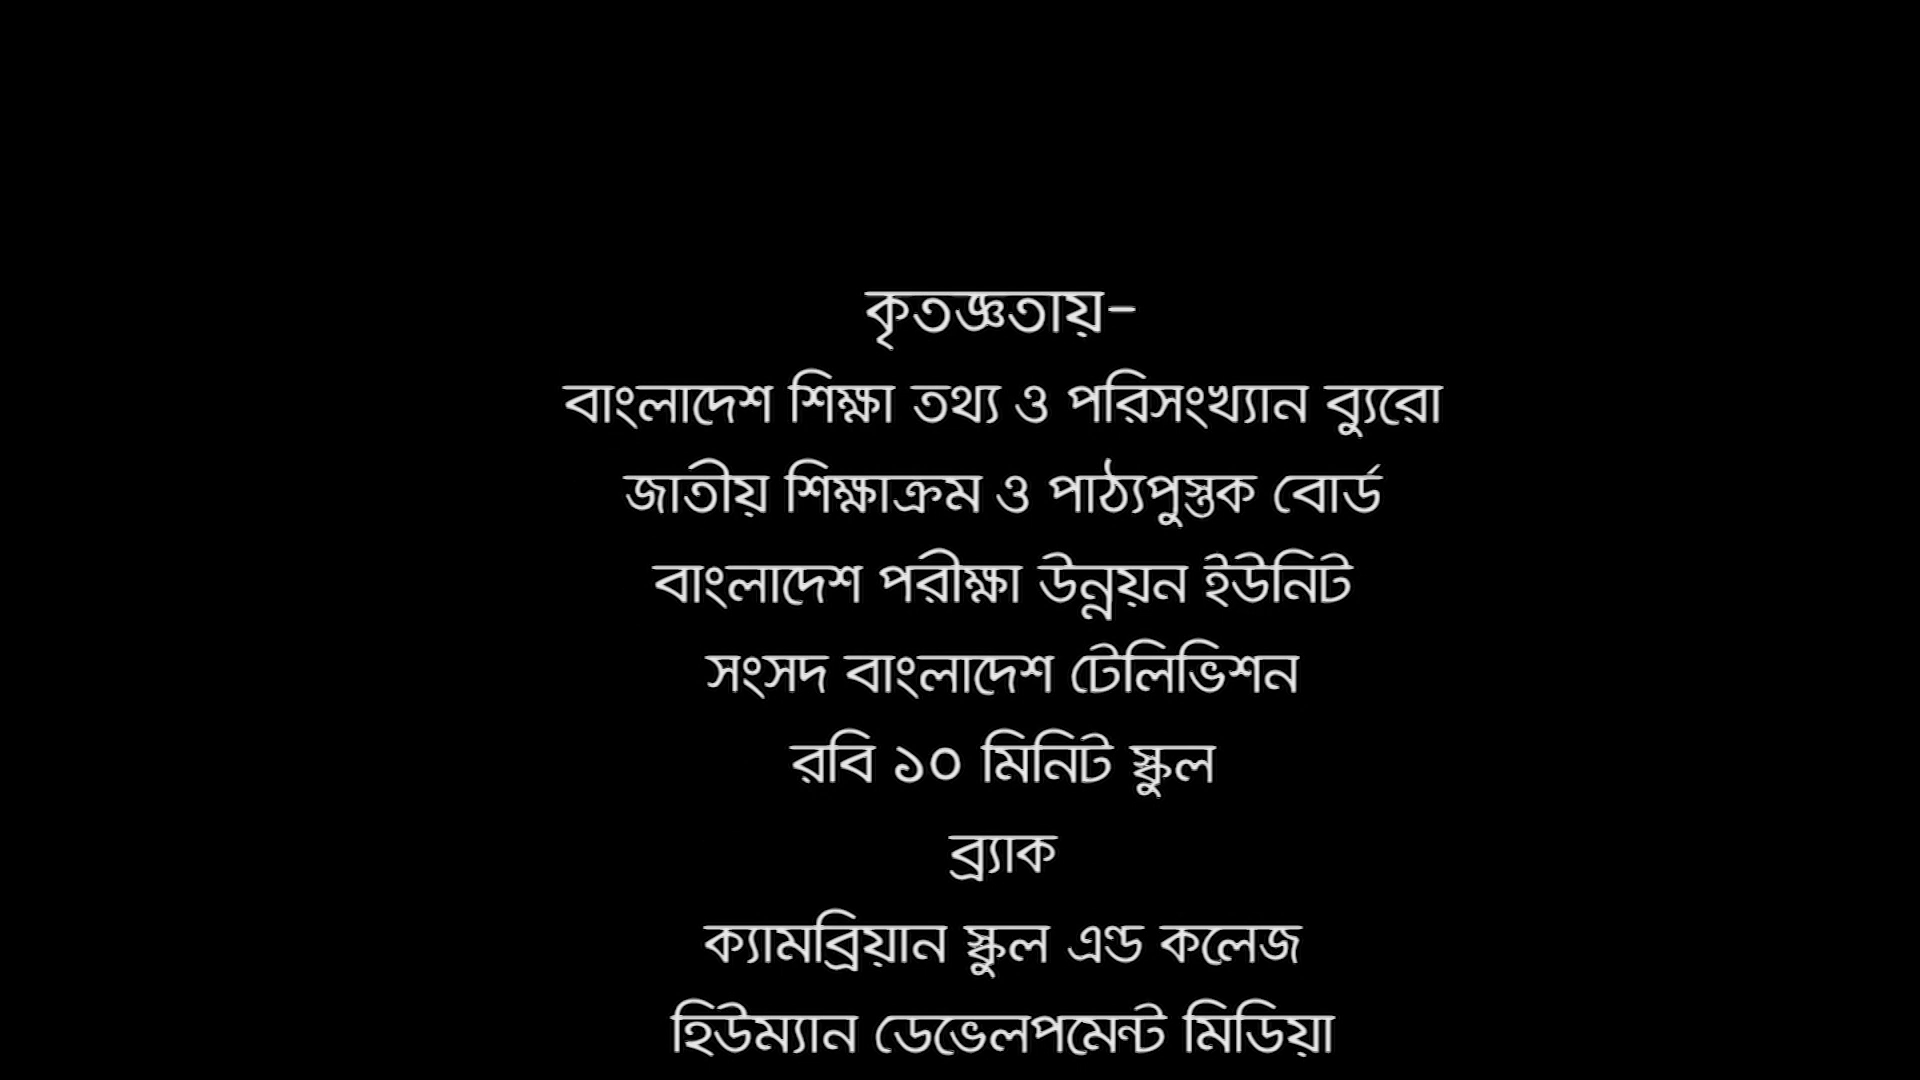 কৃতজ্ঞতায়-
বাংলাদেশ শিক্ষা তথ্য ও পরিসংখ্যান ব্যুরো
জাতীয় শিক্ষাক্রম ও পাঠ্যপুস্তক বোর্ড
বাংলাদেশ পরীক্ষা উন্নয়ন ইউনিট
সংসদ বাংলাদেশ টেলিভিশন
রবি ১০ মিনিট স্কুল
ব্র্যাক
ক্যামব্রিয়ান স্কুল এণ্ড কলেজ
হিউম্যান ডেভেলপমেন্ট মিডিয়া